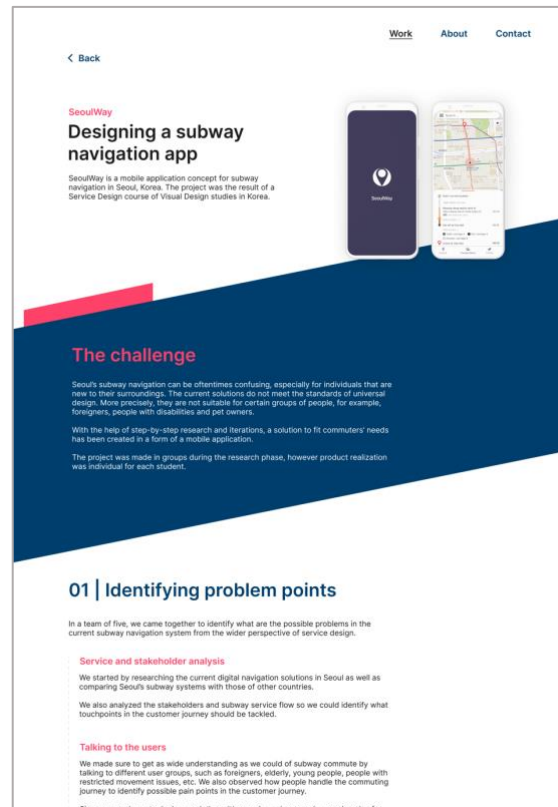 Work About Contact
Back
SeoulWay
Designing a subway
navigation app
SeoulWay is a mobile application concept for subway
navigation in Seoul, Korea. The project was the result of a
Service Design course of Visual Design studies in Korea.
SeoulWay
The challenge
Seoul's subway navigation can be oftentimes confusing, especially for individuals that are
new to their surroundings. The current solutions do not meet the standards of universal
design. More precisely, they are not suitable for certain groups of people, for example,
foreigners, people with disabilities and pet owners.
With the help of step-by-step research and iterations, a solution to fit commuters' needs
has been created in a form of a mobile application.
The project was made in groups during the research phase, however product realization
was individual for each student.
01 | Identifying problem points
In a team of five, we came together to identify what are the possible problems in the
current subway navigation system from the wider perspective of service design.
Service and stakeholder analysis
We started by researching the current digital navigation solutions in Seoul as well as
comparing Seoul's subway systems with those of other countries.
We also analyzed the stakeholders and subway service flow so we could identify what
touchpoints in the customer journey should be tackled.
Talking to the users
We made sure to get as wide understanding as we could of subway commute by
talking to different user groups, such as foreigners, elderly, young people, people with
restricted movement issues, etc. We also observed how people handle the commuting
journey to identify possible pain points in the customer journey.